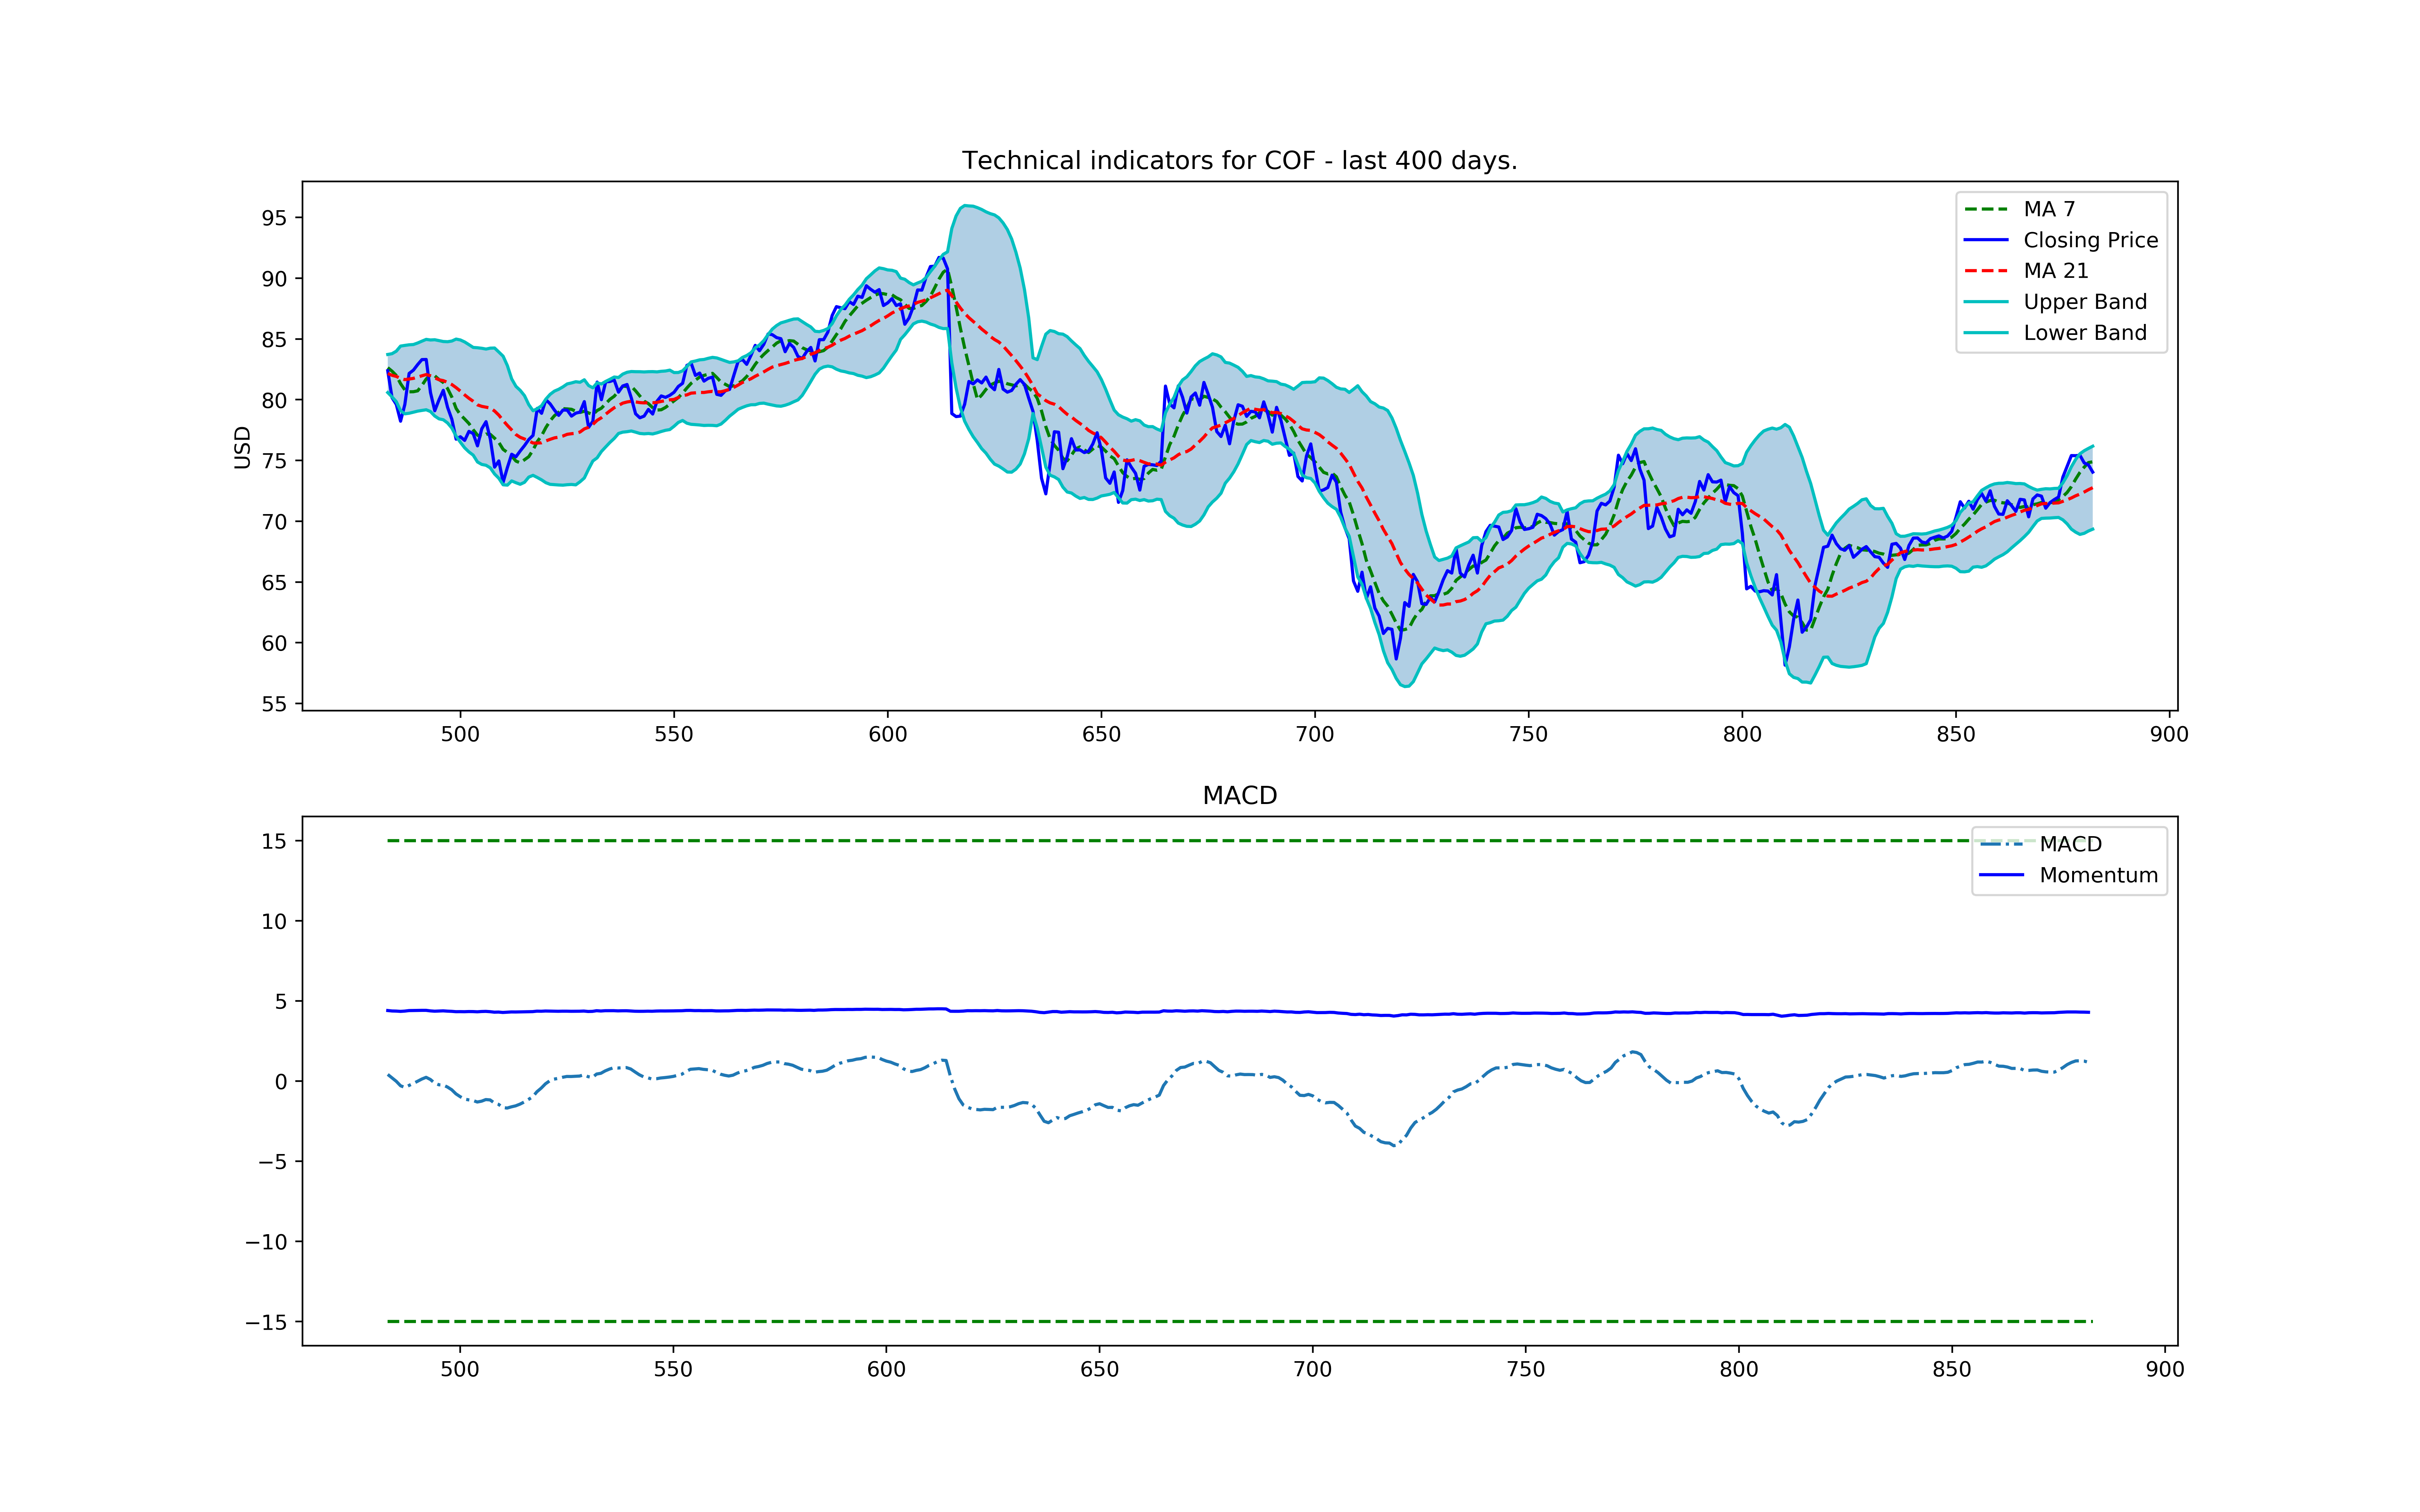 Technical indicators for COF - last 400 days.
95
90
85
80
75
70
65
60
55
USD
MA 7
Closing Price
MA 21
Upper Band
Lower Band
500 550 600 650 700 750 800 850 900
MACD
15
10
5
0
−5
−10
−15
MACD
Momentum
500 550 600 650 700 750 800 850 900